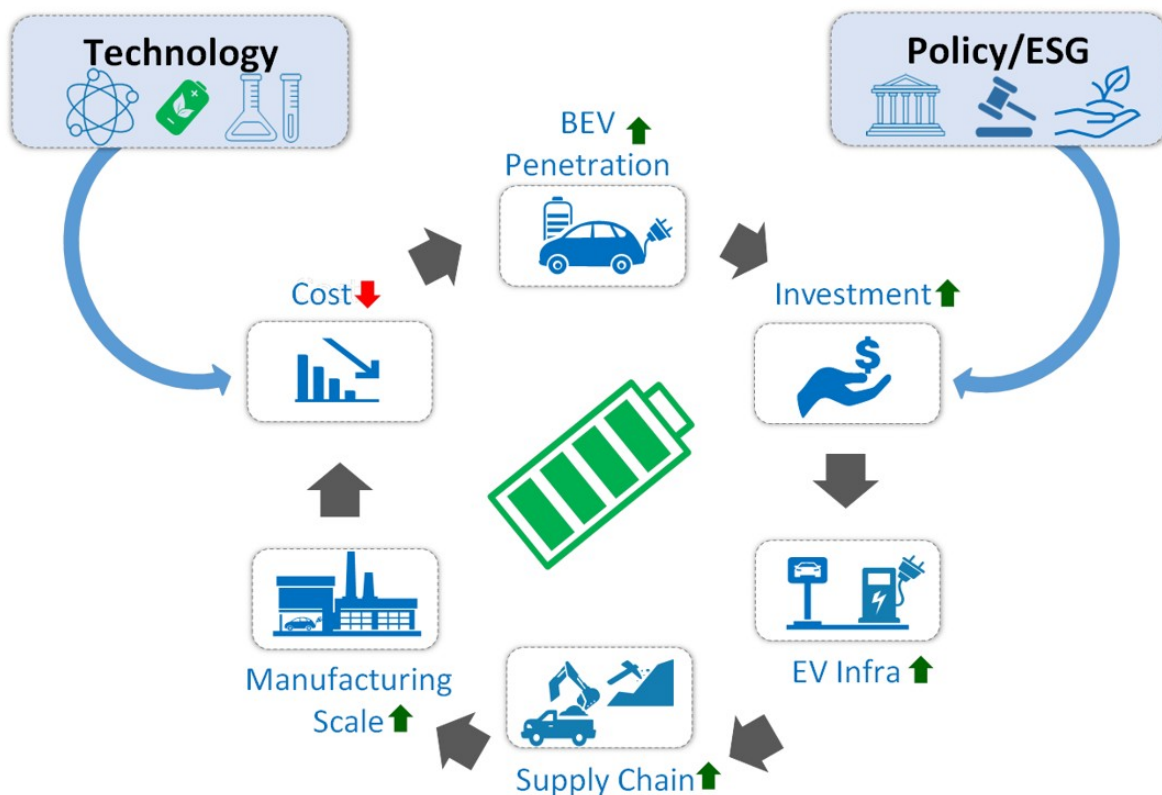 Technology
Policy/ESG
BEV
Penetration
Cost
Investment
$
Manufacturing
Scale
EV Infra
Supply Chain